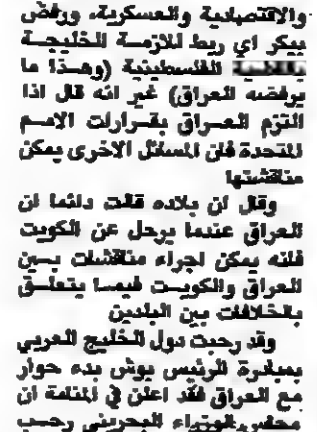 والاقتصادية والعسكرية، ورفض
بيكر اي ربط للازمة الخليجية
الفلسطينية (وهذا ما
يرفضه العراق) غير انه قال اذا
التزم العراق بقرارات الامم
المتحدة فان المسائل الاخرى يمكن
مناقشتها
وقال ان بلاده قالت دائما ان
العراق عندما يرحل عن الكويت
فانه يمكن اجراء مناقشات بين
العراق والكويت فيما يتعلق
بالخلافات بين البلدين
وقد رحبت دول الخليج العربي
بمبادرة الرئيس بوش بدء حوار
مع العراق فقد اعلن في المنامة ان
مجلس الوزراء البحريني رحب